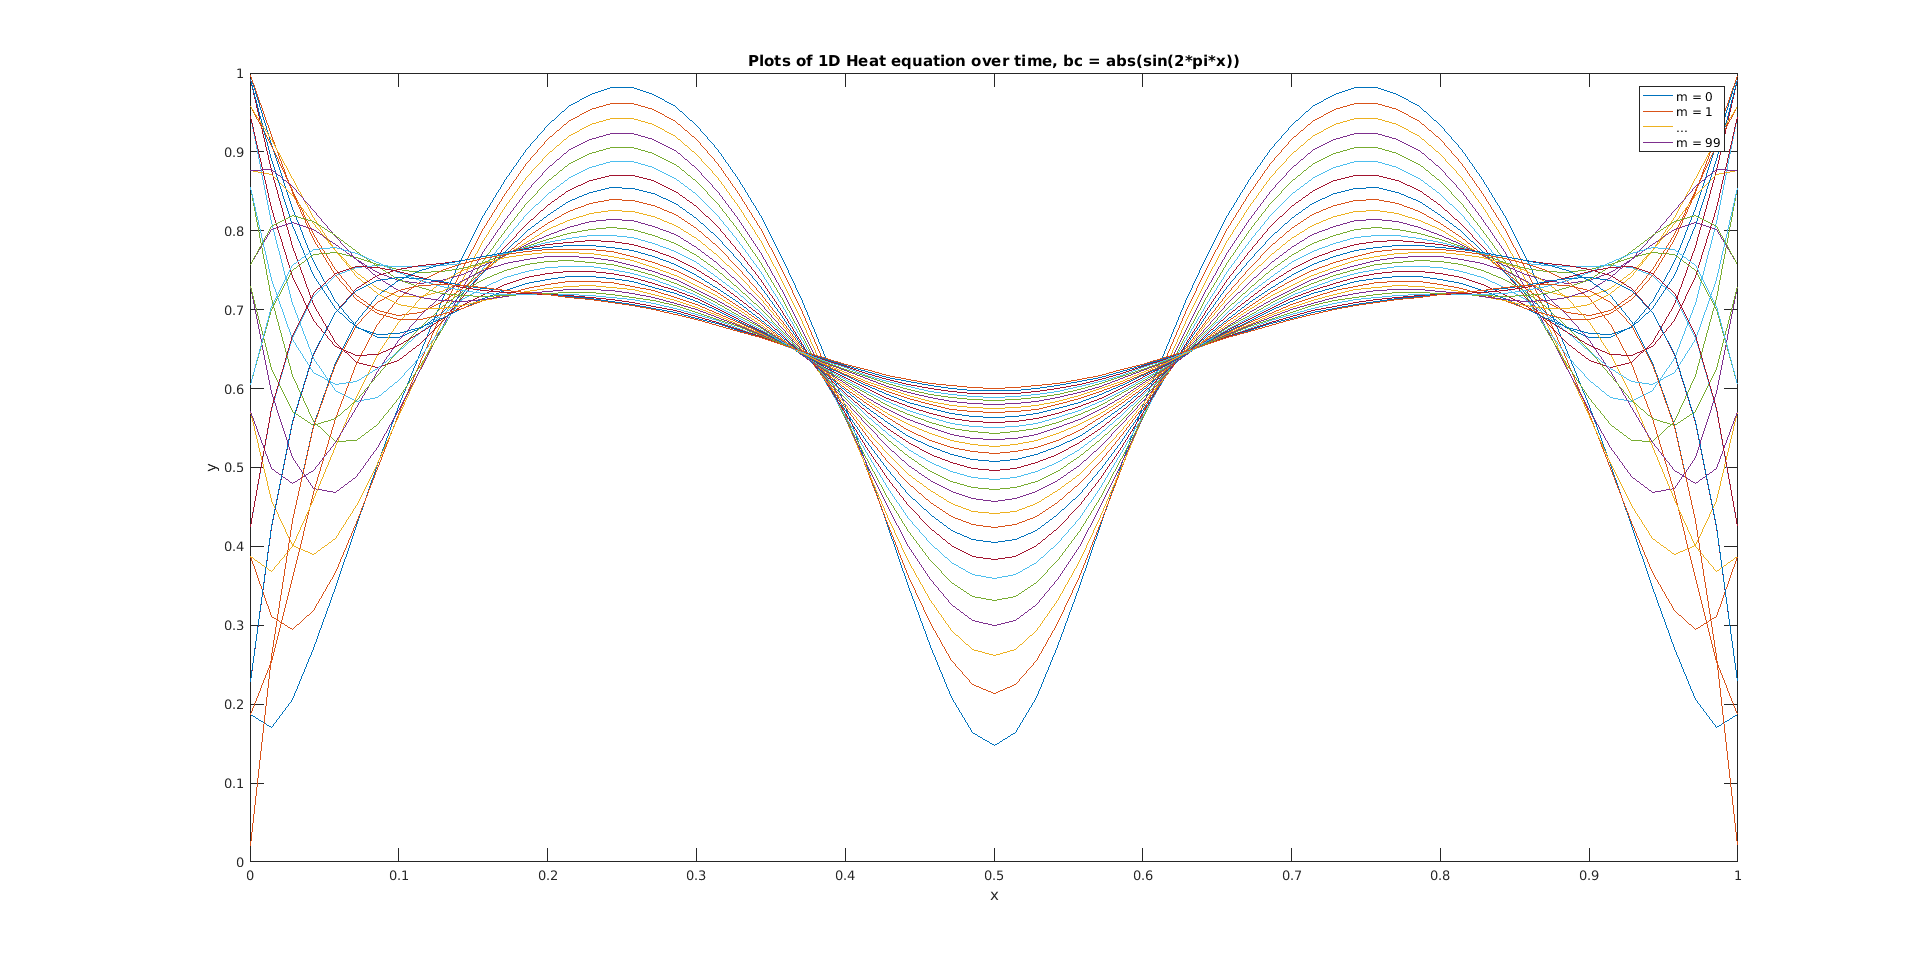 Plots of 1D Heat equation over time, bc = abs(sin(2*pi*x))
1
0.9
0.8
0.7
0.6
0.5
0.4
0.3
0.2
0.1
0
y
m = 0
m = 1
...
m = 99
0 0.1 0.2 0.3 0.4 0.5 0.6 0.7 0.8 0.9 1
x